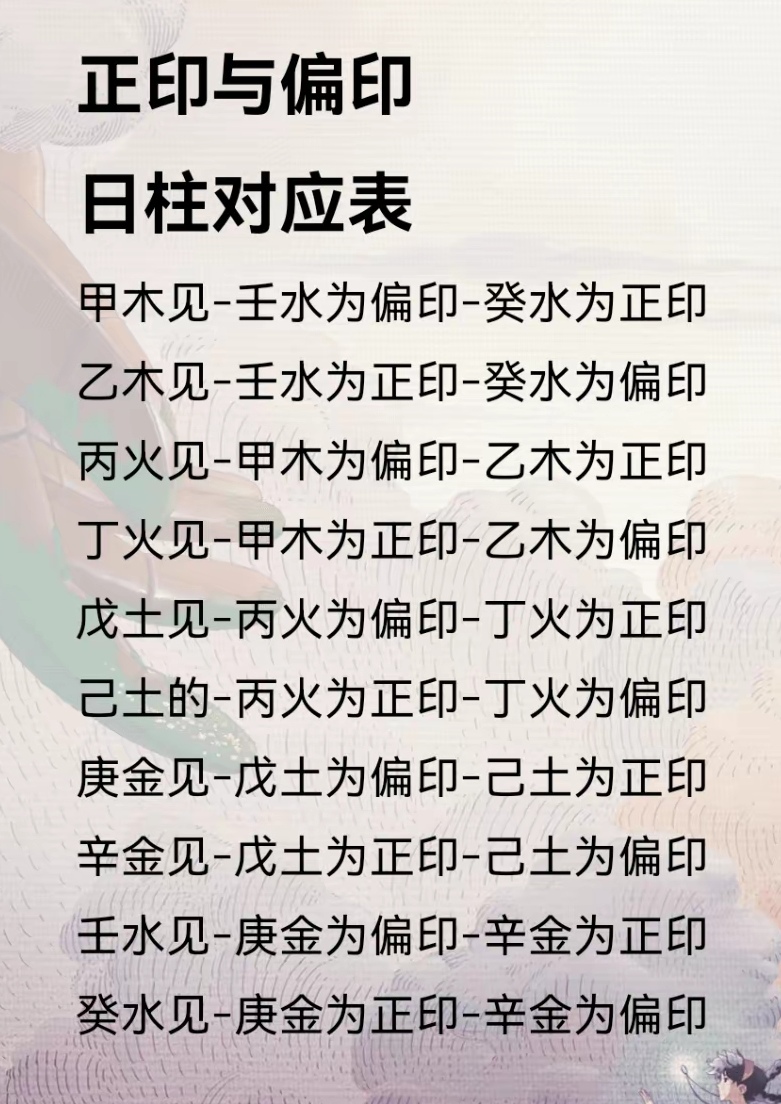 正印与偏印
日柱对应表
甲木见-壬水为偏印-癸水为正印
乙木见-壬水为正印-癸水为偏印
丙火见-甲木为偏印-乙木为正印
丁火见-甲木为正印-乙木为偏印
戊土见-丙火为偏印-丁火为正印
己土的-丙火为正印-丁火为偏印
庚金见-戊土为偏印-己土为正印
辛金见-戊土为正印-己土为偏印
壬水见-庚金为偏印-辛金为正印
癸水见-庚金为正印-辛金为偏印